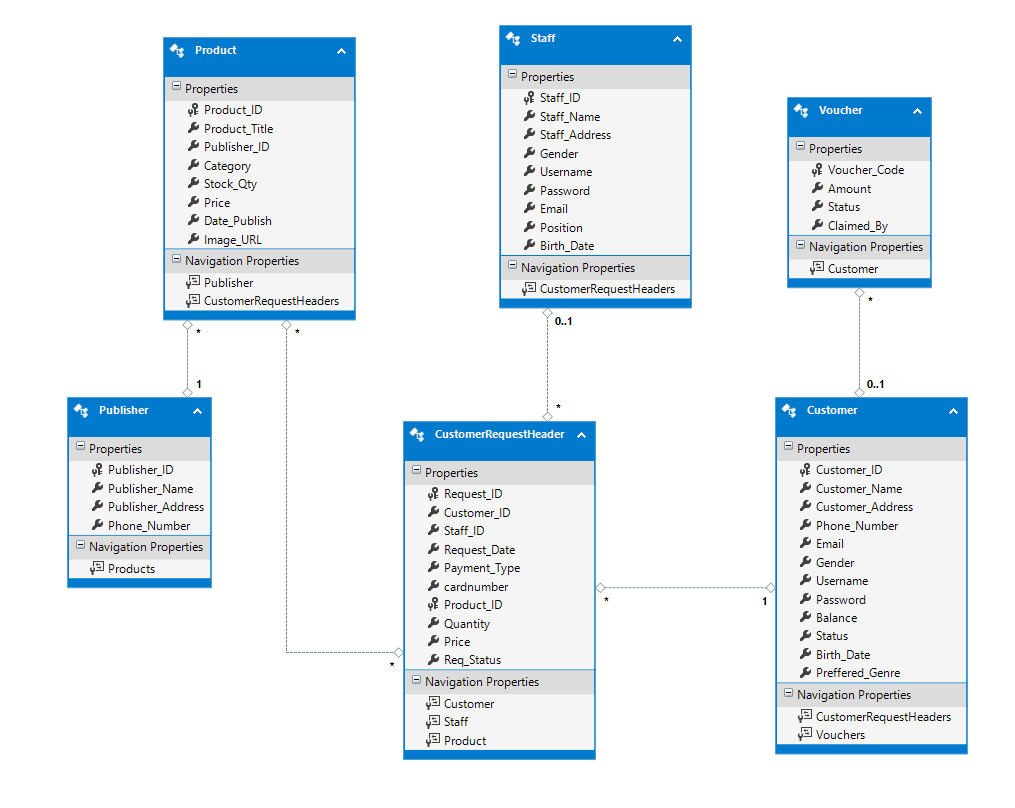 Product
Properties
Product_ID
Product_Title
Publisher_ID
Category
Stock_Qty
Price
Date_Publish
Image_URL
Navigation Properties
Publisher
CustomerRequestHeaders
*
*
Staff
Properties
Staff_ID
Staff_Name
Staff_Address
Gender
Username
Password
Email
Position
Birth_Date
Navigation Properties
CustomerRequestHeaders
0..1
*
Voucher
Properties
Voucher_Code
Amount
Status
Claimed_By
Navigation Properties
Customer
*
0..1
1
Publisher
Properties
Publisher_ID
Publisher_Name
Publisher_Address
Phone_Number
Navigation Properties
Products
CustomerRequestHeader
Properties
Request_ID
Customer_ID
Staff_ID
Request_Date
Payment_Type
cardnumber
Product_ID
Quantity
Price
Req_Status
Navigation Properties
Customer
Staff
Product
*
*
1
Customer
Properties
Customer_ID
Customer_Name
Customer_Address
Phone_Number
Email
Gender
Username
Password
Balance
Status
Birth_Date
Preffered_Genre
Navigation Properties
CustomerRequestHeaders
Vouchers